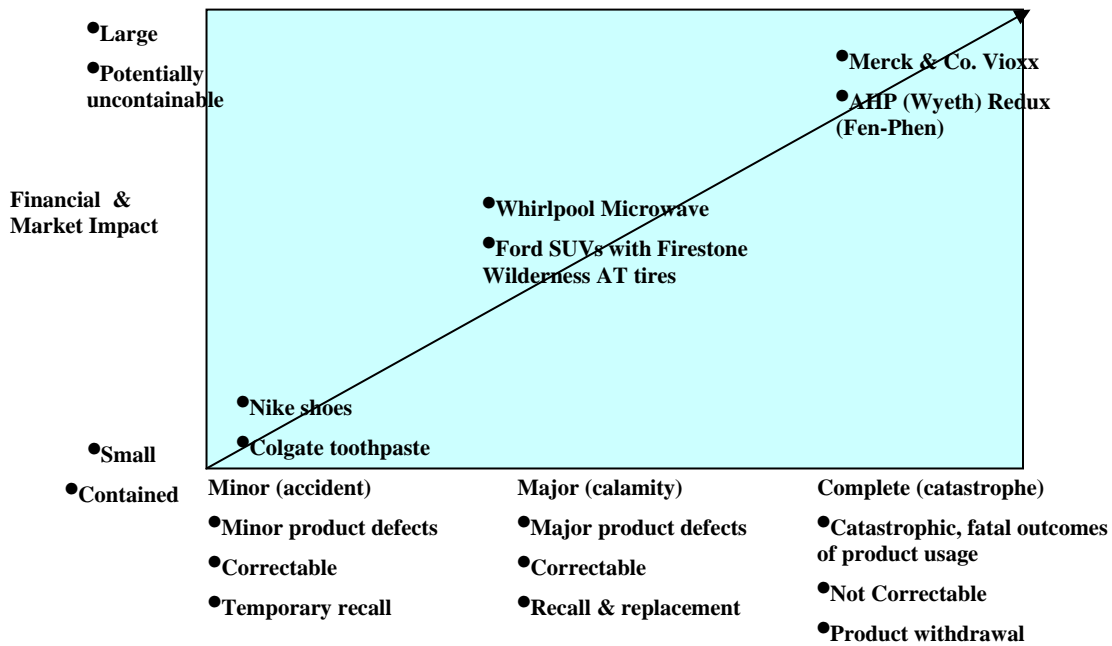 ●Large
●Potentially
uncontainable
●Merck & Co. Vioxx
●AHP (Wyeth) Redux
(Fen-Phen)
Financial &
Market Impact
●Whirlpool Microwave
●Ford SUVs with Firestone
Wilderness AT tires
●Nike shoes
●Colgate toothpaste
●Small
●Contained
Minor (accident)
●Minor product defects
●Correctable
●Temporary recall
Major (calamity)
●Major product defects
●Correctable
●Recall & replacement
Complete (catastrophe)
●Catastrophic, fatal outcomes
of product usage
●Not Correctable
●Product withdrawal